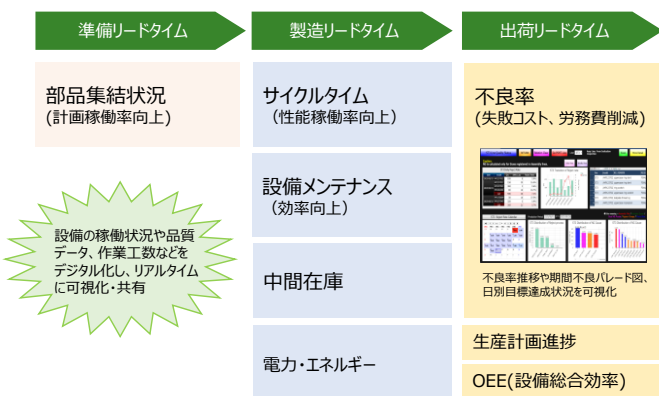 準備リードタイム
製造リードタイム
出荷リードタイム
部品集結状況
(計画稼働率向上)
設備の稼働状況や品質
データ、作業工数などを
デジタル化し、リアルタイム
に可視化・共有
サイクルタイム
(性能稼働率向上)
設備メンテナンス
(効率向上)
中間在庫
電力・エネルギー
不良率
(失敗コスト、労務費削減)
不良率推移や期間不良パレード図、
日別目標達成状況を可視化
生産計画進捗
OEE(設備総合効率)